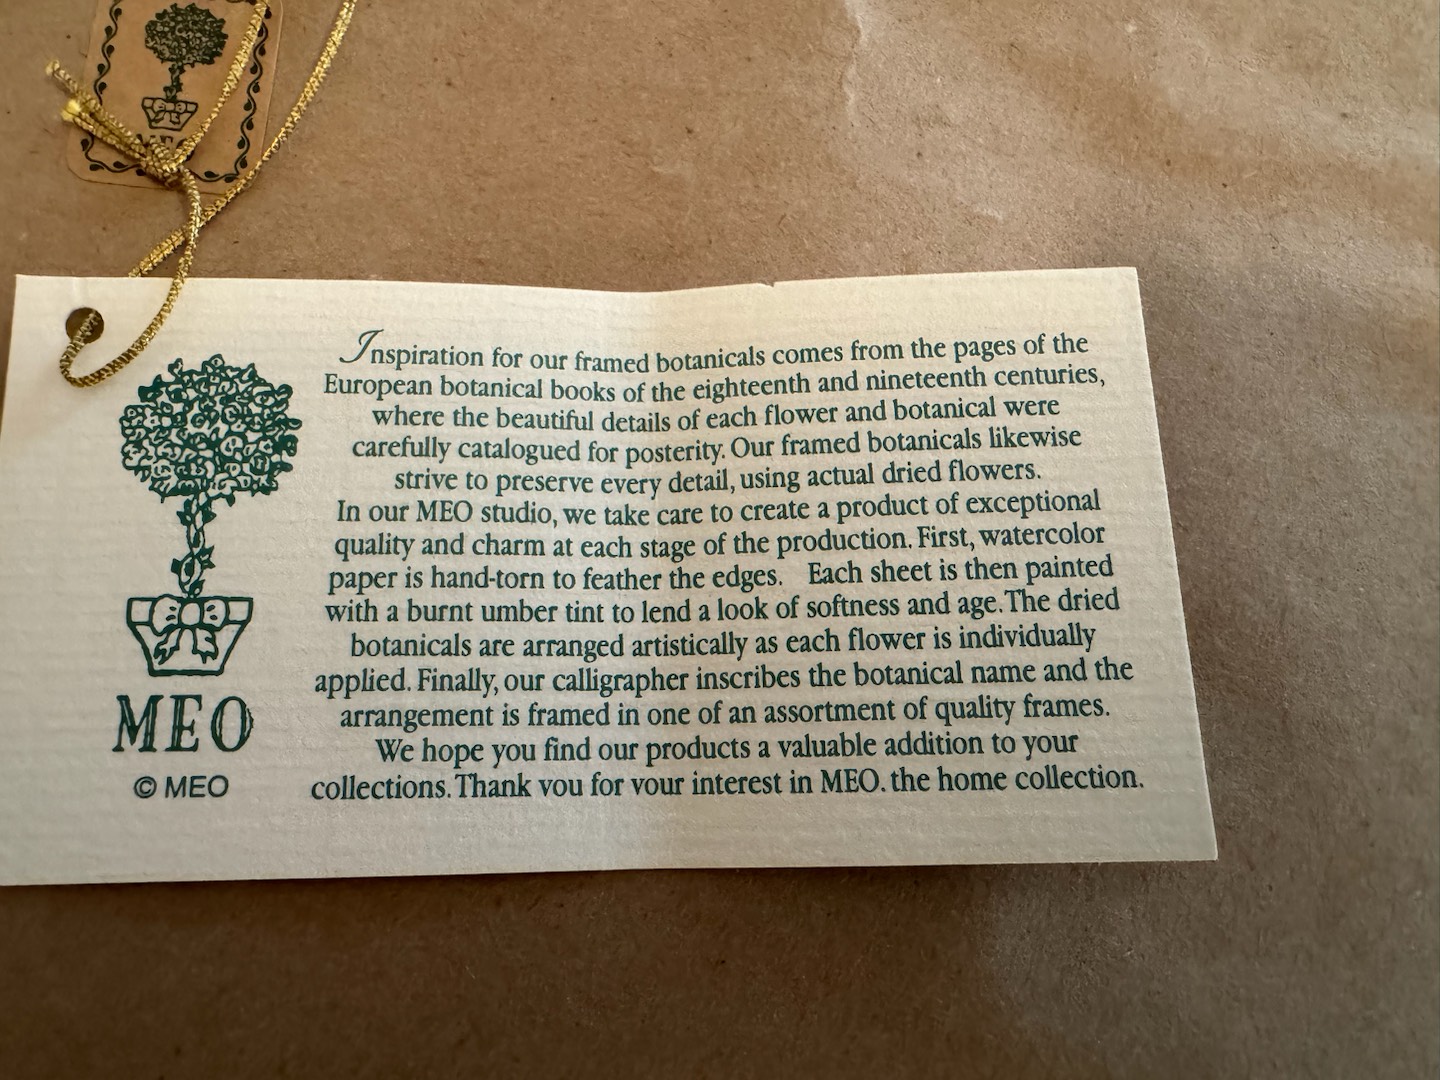 MEO
Inspiration for our framed botanicals comes from the pages of the
European botanical books of the eighteenth and nineteenth centuries,
where the beautiful details of each flower and botanical were
carefully catalogued for posterity. Our framed botanicals likewise
strive to preserve every detail, using actual dried flowers.
In our MEO studio, we take care to create a product of exceptional
quality and charm at each stage of the production. First, watercolor
paper is hand-torn to feather the edges. Each sheet is then painted
with a burnt umber tint to lend a look of softness and age. The dried
botanicals are arranged artistically as each flower is individually
applied. Finally, our calligrapher inscribes the botanical name and the
arrangement is framed in one of an assortment of quality frames.
We hope you find our products a valuable addition to your
collections. Thank you for your interest in MEO. the home collection.
MEO
© MEO